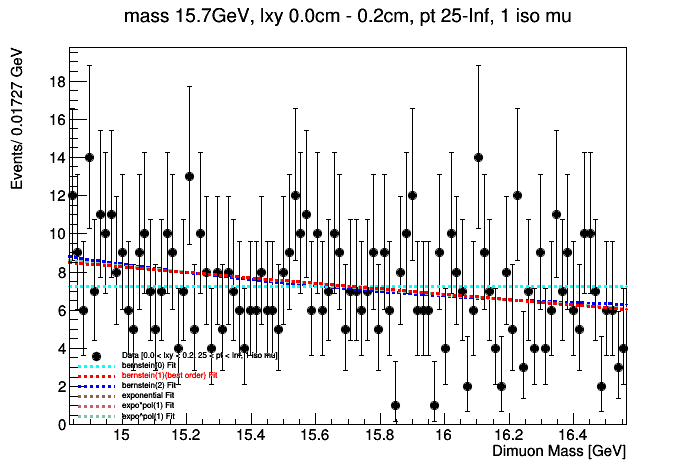 mass 15.7GeV, lxy 0.0cm - 0.2cm, pt 25-Inf, 1 iso mu
Events/ 0.01727 GeV
18
16
14
12
10
8
6
4
2
0
Data [0.0 < lxy < 0.2, 25 < pt < Inf, 1 iso mu]
bernstein(0) Fit
bernstein(1)(best order) Fit
bernstein(2) Fit
exponential Fit
expo*pol(1) Fit
expo*pol(1) Fit
15 15.2 15.4 15.6 15.8 16 16.2 16.4
Dimuon Mass [GeV]